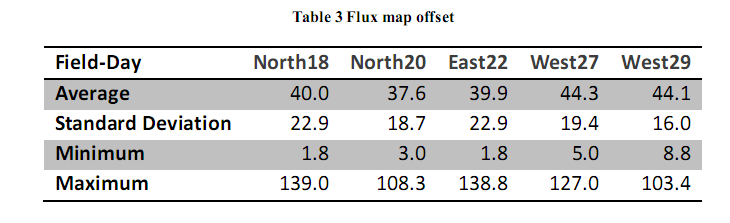 Table 3 Flux map offset
Field-Day North18 North20 East22 West27 West29
Average 40.0 37.6 39.9 44.3 44.1
Standard Deviation 22.9 18.7 22.9 19.4 16.0
Minimum 1.8 3.0 1.8 5.0 8.8
Maximum 139.0 108.3 138.8 127.0 103.4